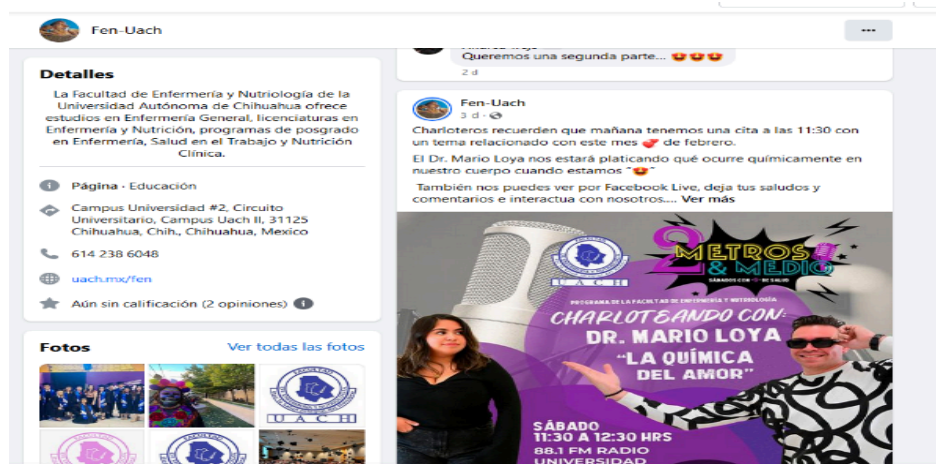 Fen-Uach
Detalles
La Facultad de Enfermería y Nutriología de la
Universidad Autónoma de Chihuahua ofrece
estudios en Enfermería General, licenciaturas en
Enfermería y Nutrición, programas de posgrado
en Enfermería, Salud en el Trabajo y Nutrición
Clínica.
Página · Educación
Campus Universidad #2, Circuito
Universitario, Campus Uach II, 31125
Chihuahua, Chih., Chihuahua, Mexico
614 238 6048
uach.mx/fen
Aún sin calificación (2 opiniones)
Fotos
Ver todas las fotos
UACH
Queremos una segunda parte... 😍😍😍
2 d
Fen-Uach
3 d ·
Charloteros recuerden que mañana tenemos una cita a las 11:30 con
un tema relacionado con este mes 💕 de febrero.
El Dr. Mario Loya nos estará platicando qué ocurre químicamente en
nuestro cuerpo cuando estamos "😍"
También nos puedes ver por Facebook Live, deja tus saludos y
comentarios e interactua con nosotros.... Ver más
UACH
2 METROS
& MEDIO
SÁBADOS CON DE SALUD
PROGRAMA DE LA FACULTAD DE ENFERMERÍA Y NUTRIOLOGÍA
CHARLOTEANDO CON:
DR. MARIO LOYA
"LA QUÍMICA
DEL AMOR"
SÁBADO
11:30 A 12:30 HRS
88.1 FM RADIO
UNIVERSIDAD